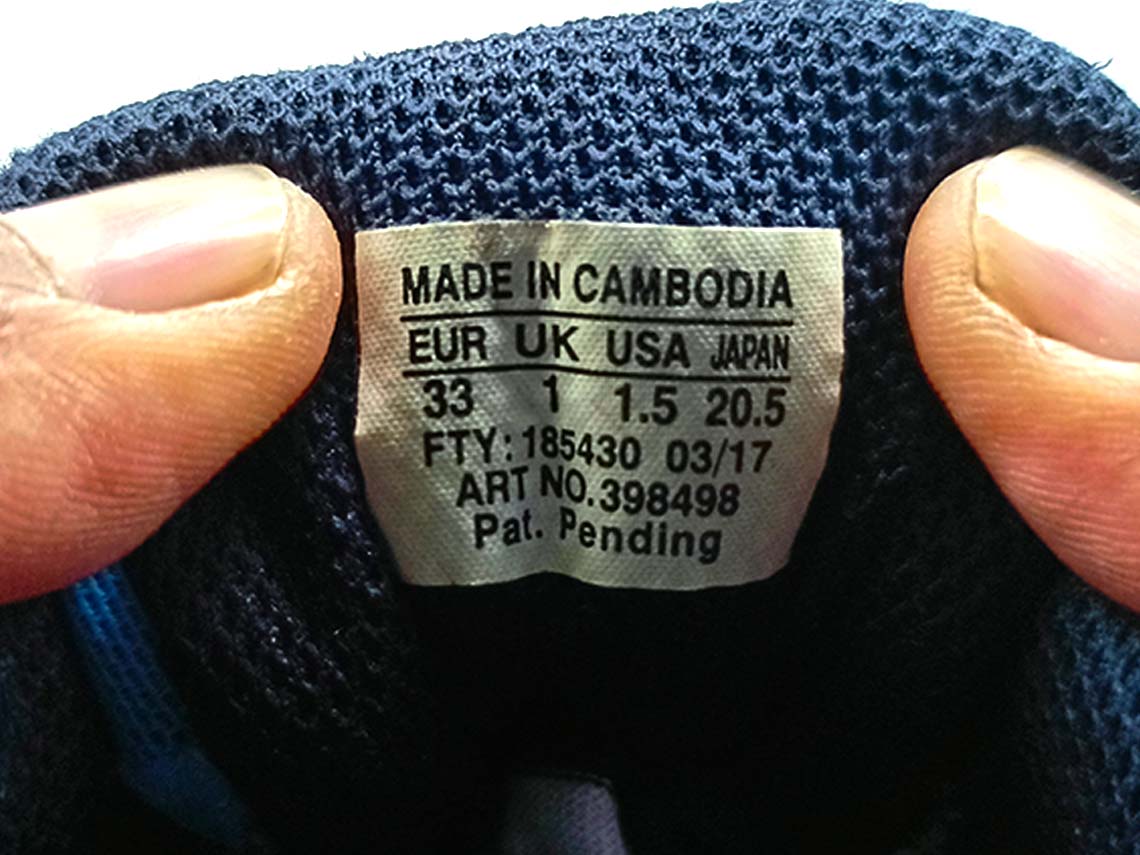 MADE IN CAMBODIA
EUR UK USA JAPAN
33 1 1.5 20.5
FTY: 185430 03/17
ART NO. 398498
Pat. Pending